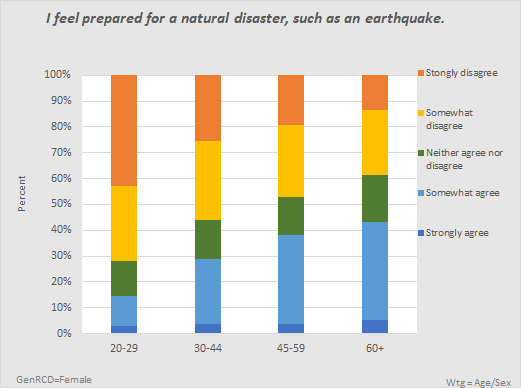 I feel prepared for a natural disaster, such as an earthquake.
100%
90%
80%
70%
60%
50%
40%
30%
20%
10%
0%
Percent
20-29
30-44
45-59
60+
Stongly disagree
Somewhat
disagree
Neither agree nor
disagree
Somewhat agree
Strongly agree
GenRCD=Female
Wtg = Age/Sex